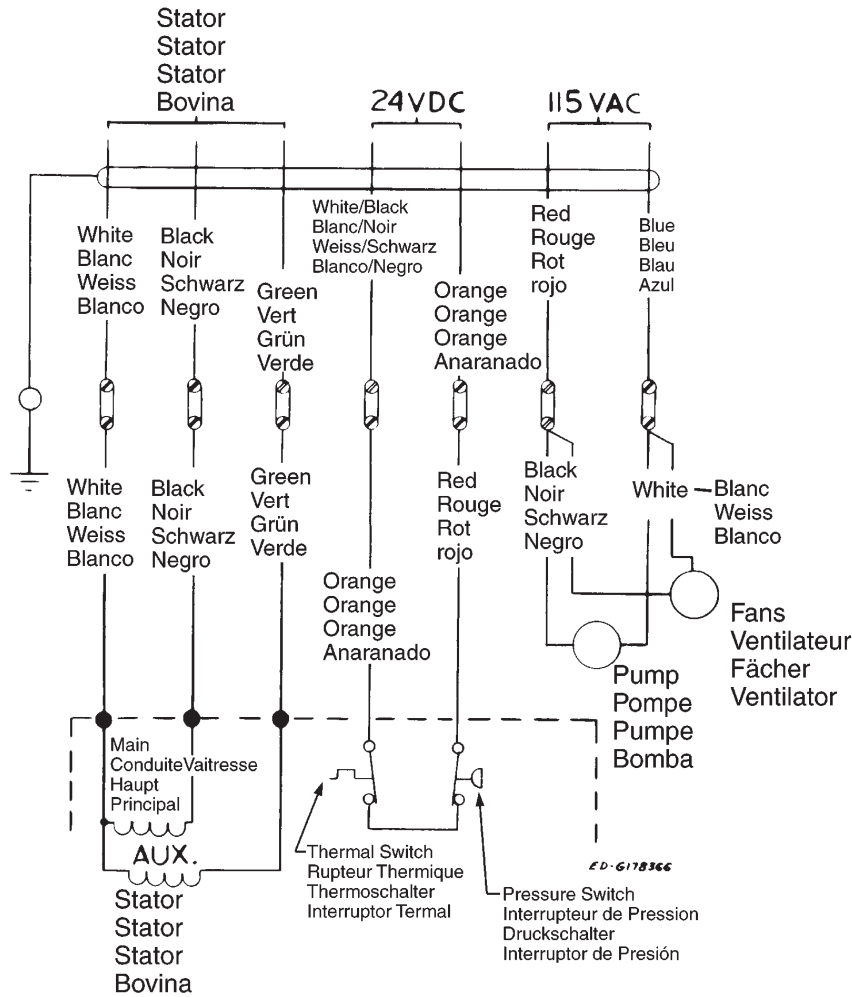 Stator
Stator
Stator
Bovina
24VDC
115VAC
White
Blanc
Weiss
Blanco
Black
Noir
Schwarz
Negro
Green
Vert
Grün
Verde
White/Black
Blanc/Noir
Weiss/Schwarz
Blanco/Negro
Orange
Orange
Orange
Anaranado
Red
Rouge
Rot
rojo
Blue
Bleu
Blau
Azul
White
Blanc
Weiss
Blanco
Black
Noir
Schwarz
Negro
Green
Vert
Grün
Verde
Orange
Orange
Orange
Anaranado
Red
Rouge
Rot
rojo
Black
Noir
Schwarz
Negro
White
Blanc
Weiss
Blanco
Fans
Ventilateur
Fächer
Ventilator
Pump
Pompe
Pumpe
Bomba
Main
ConduiteVaitresse
Haupt
Principal
AUX.
Stator
Stator
Stator
Bovina
Thermal Switch
Rupteur Thermique
Thermoschalter
Interruptor Termal
ED-G178366
Pressure Switch
Interrupteur de Pression
Druckschalter
Interruptor de Presión